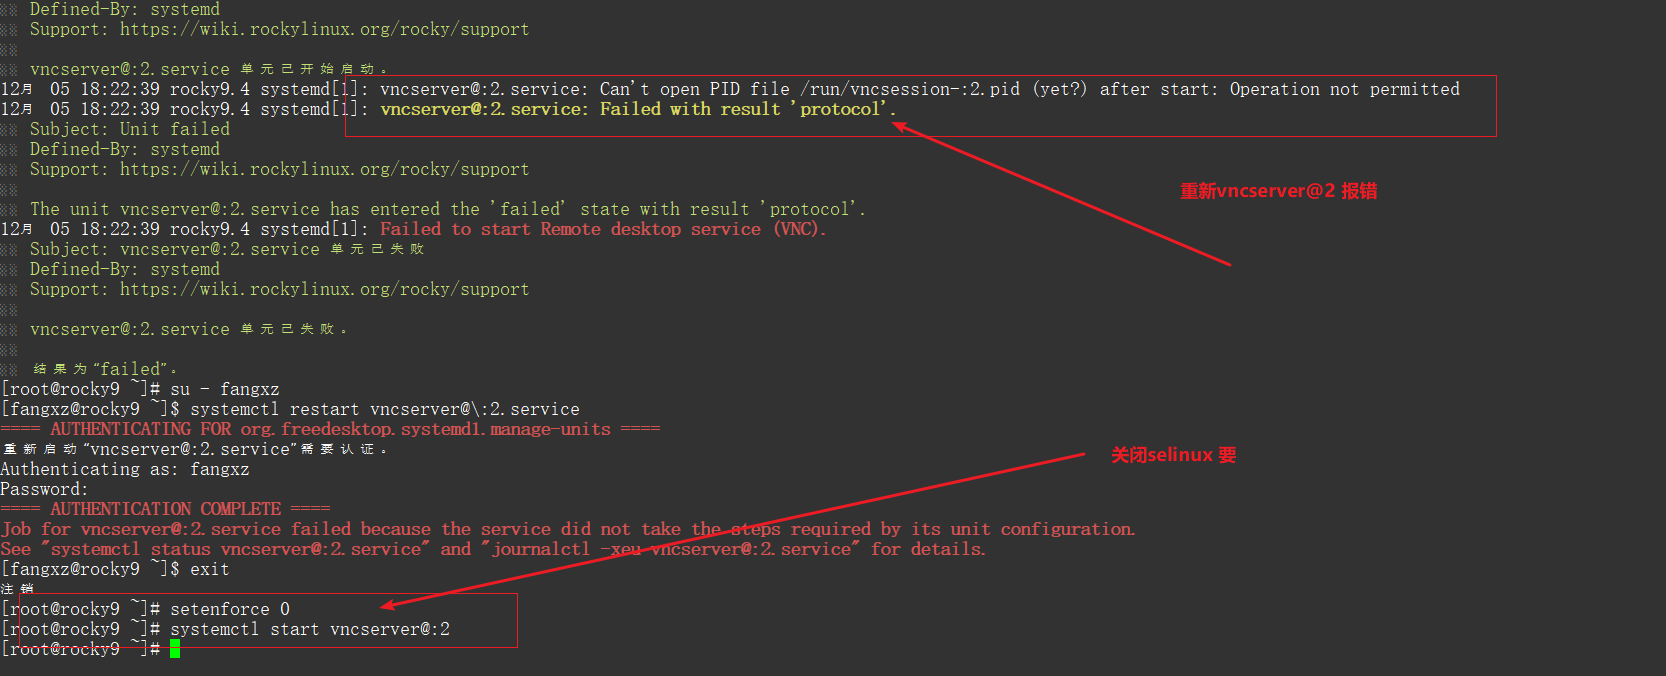 Defined-By: systemd
Support: https://wiki.rockylinux.org/rocky/support
vncserver@:2.service 单元已开始启动。
12月 05 18:22:39 rocky9.4 systemd[1]: vncserver@:2.service: Can't open PID file /run/vncsession-:2.pid (yet?) after start: Operation not permitted
12月 05 18:22:39 rocky9.4 systemd[1]: vncserver@:2.service: Failed with result 'protocol'.
Subject: Unit failed
Defined-By: systemd
Support: https://wiki.rockylinux.org/rocky/support
重新vncserver@2 报错
The unit vncserver@:2.service has entered the 'failed' state with result 'protocol'.
12月 05 18:22:39 rocky9.4 systemd[1]: Failed to start Remote desktop service (VNC).
Subject: vncserver@:2.service 单元已失败
Defined-By: systemd
Support: https://wiki.rockylinux.org/rocky/support
vncserver@:2.service 单元已失败。
结果为“failed”。
[root@rocky9 ~]# su - fangxz
[fangxz@rocky9 ~]$ systemctl restart vncserver@\:2.service
==== AUTHENTICATING FOR org.freedesktop.systemd1.manage-units ====
重新启动“vncserver@:2.service”需要认证。
关闭selinux 要
Authenticating as: fangxz
Password:
==== AUTHENTICATION COMPLETE ====
Job for vncserver@:2.service failed because the service did not take the steps required by its unit configuration.
See "systemctl status vncserver@:2.service" and "journalctl -xeu vncserver@:2.service" for details.
[fangxz@rocky9 ~]$ exit
注销
[root@rocky9 ~]# setenforce 0
[root@rocky9 ~]# systemctl start vncserver@:2
[root@rocky9 ~]#